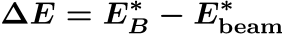 ΔE = E*_B − E*_beam